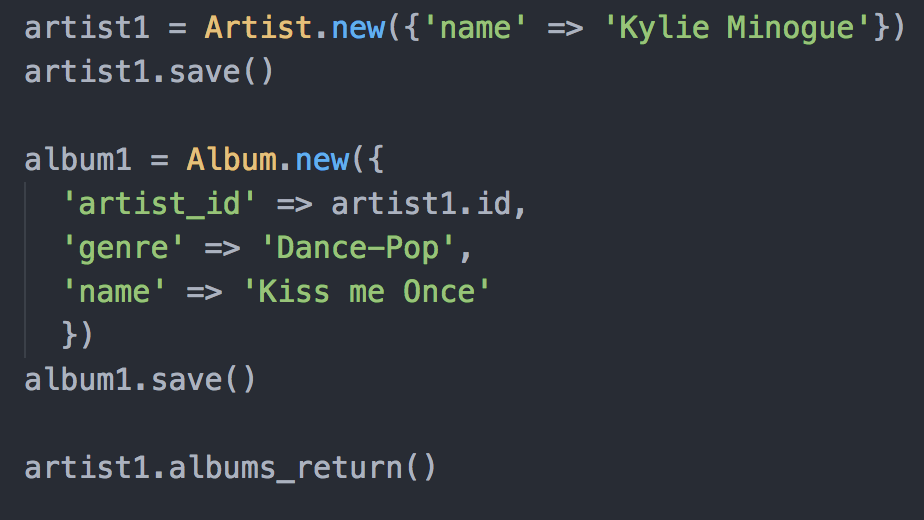 artist1 = Artist.new({'name' => 'Kylie Minogue'})
artist1.save()
album1 = Album.new({
'artist_id' => artist1.id,
'genre' => 'Dance-Pop',
'name' => 'Kiss me Once'
})
album1.save()
artist1.albums_return()